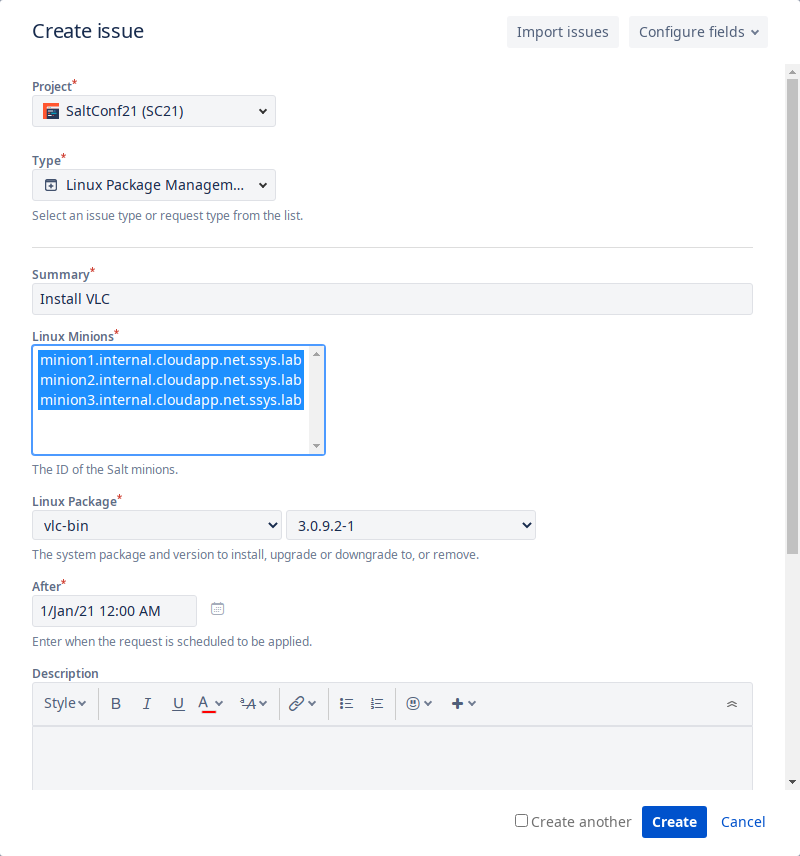 Create issue
Import issues
Configure fields
Project*
SaltConf21 (SC21)
Type*
Linux Package Managem...
Select an issue type or request type from the list.
Summary*
Install VLC
Linux Minions*
minion1.internal.cloudapp.net.ssys.lab
minion2.internal.cloudapp.net.ssys.lab
minion3.internal.cloudapp.net.ssys.lab
The ID of the Salt minions.
Linux Package*
vlc-bin
3.0.9.2-1
The system package and version to install, upgrade or downgrade to, or remove.
After*
1/Jan/21 12:00 AM
Enter when the request is scheduled to be applied.
Description
Style
B I U A ªA
Create another
Create
Cancel